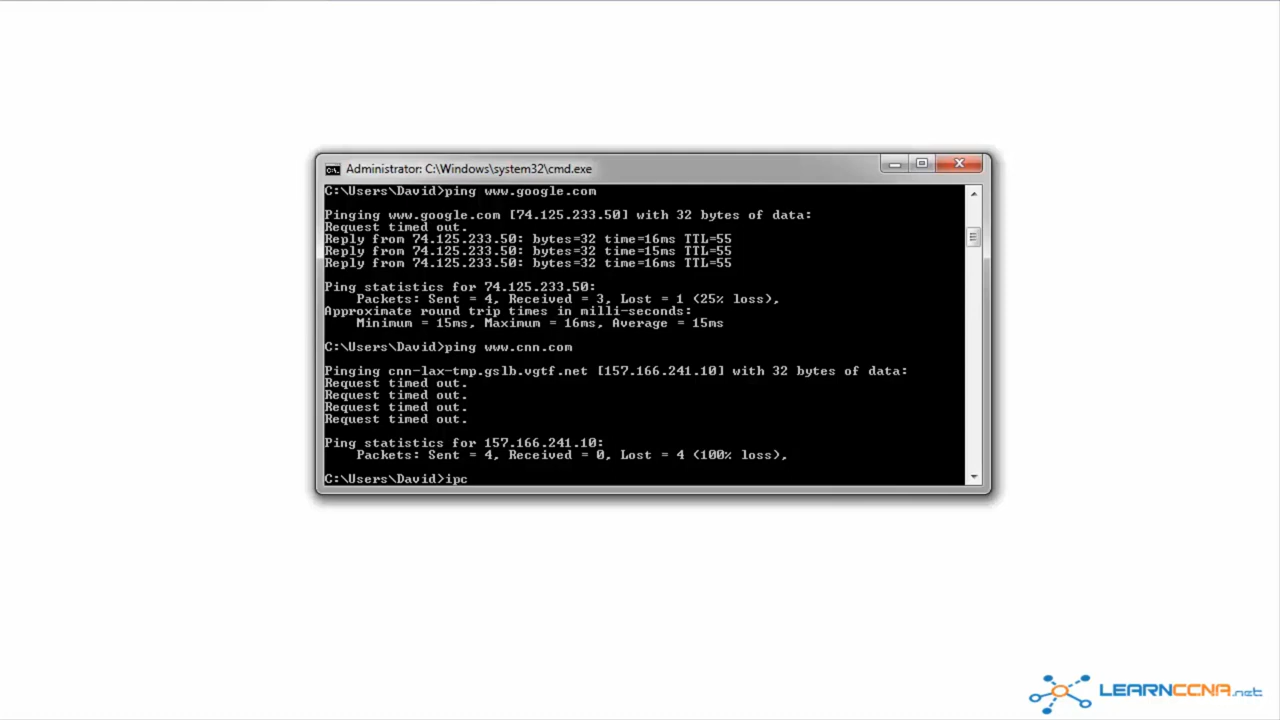 Administrator: C:\Windows\system32\cmd.exe
C:\Users\David>ping www.google.com
Pinging www.google.com [74.125.233.50] with 32 bytes of data:
Request timed out.
Reply from 74.125.233.50: bytes=32 time=16ms TTL=55
Reply from 74.125.233.50: bytes=32 time=15ms TTL=55
Reply from 74.125.233.50: bytes=32 time=16ms TTL=55
Ping statistics for 74.125.233.50:
Packets: Sent = 4, Received = 3, Lost = 1 (25% loss),
Approximate round trip times in milli-seconds:
Minimum = 15ms, Maximum = 16ms, Average = 15ms
C:\Users\David>ping www.cnn.com
Pinging cnn-lax-tmp.gslb.vgtf.net [157.166.241.10] with 32 bytes of data:
Request timed out.
Request timed out.
Request timed out.
Request timed out.
Ping statistics for 157.166.241.10:
Packets: Sent = 4, Received = 0, Lost = 4 (100% loss),
C:\Users\David>ipc
LEARNCCNA.net